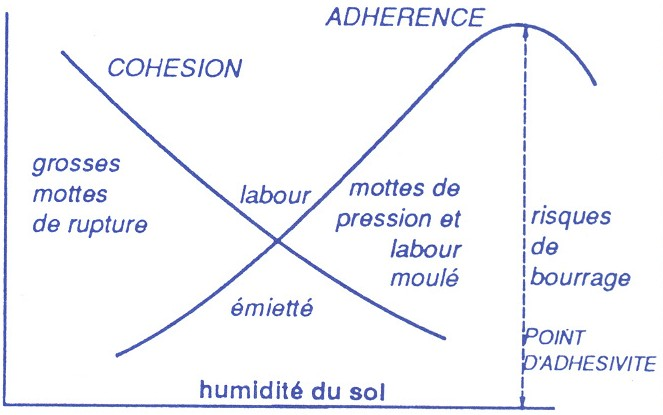 ADHERENCE
COHESION
grosses
mottes
de rupture
labour
émietté
mottes de
pression et
labour
moulé
risques
de
bourrage
POINT
D'ADHESIVITE
humidité du sol